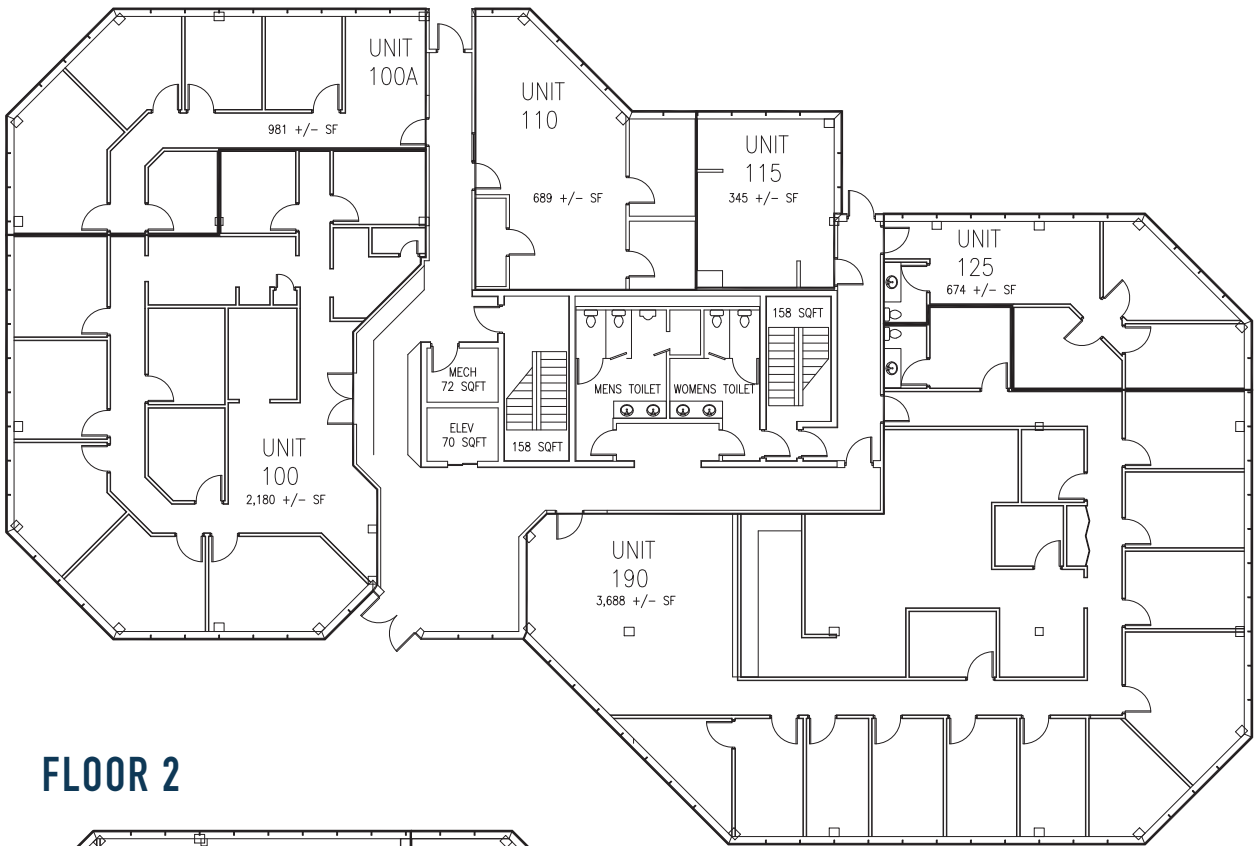 UNIT
100A
981 +/- SF
UNIT
110
689 +/- SF
UNIT
115
345 +/- SF
UNIT
125
674 +/- SF
158 SQFT
MECH
72 SQFT
MENS TOILET
WOMENS TOILET
ELEV
70 SQFT
158 SQFT
UNIT
100
2,180 +/- SF
UNIT
190
3,688 +/- SF
FLOOR 2